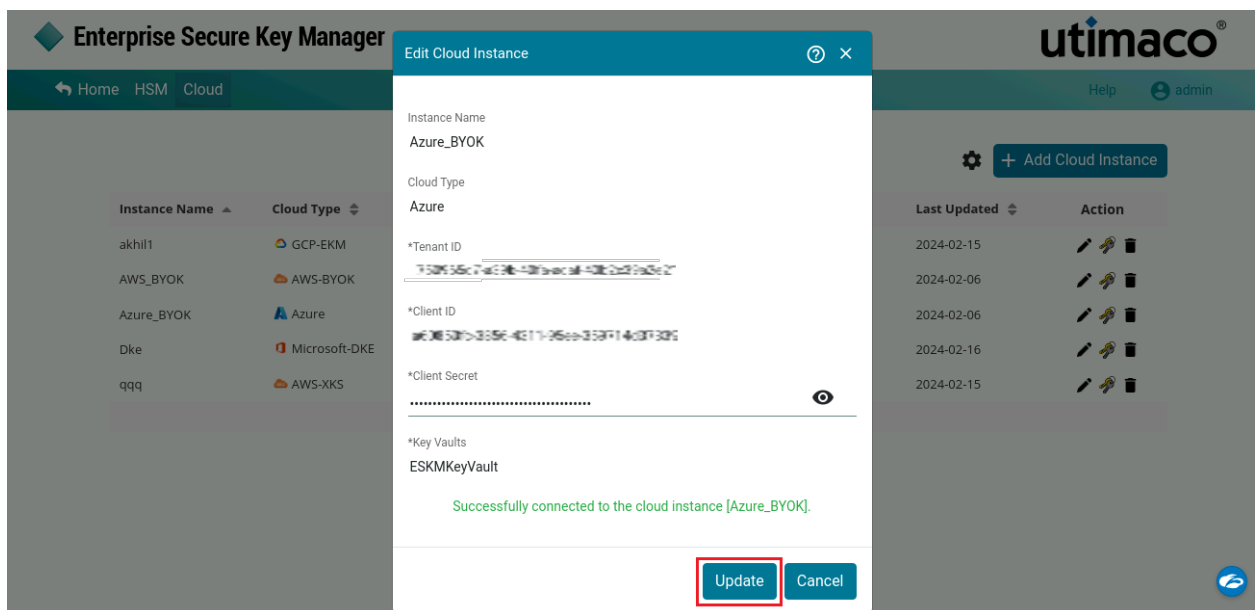 Enterprise Secure Key Manager
utimaco®
Home HSM Cloud
Help admin
+ Add Cloud Instance
Instance Name Cloud Type Last Updated Action
akhil1 GCP-EKM 2024-02-15
AWS_BYOK AWS-BYOK 2024-02-06
Azure_BYOK Azure 2024-02-06
Dke Microsoft-DKE 2024-02-16
qqq AWS-XKS 2024-02-15
Edit Cloud Instance
Instance Name
Azure_BYOK
Cloud Type
Azure
*Tenant ID
*Client ID
*Client Secret
*Key Vaults
ESKMKeyVault
Successfully connected to the cloud instance [Azure_BYOK].
Update Cancel